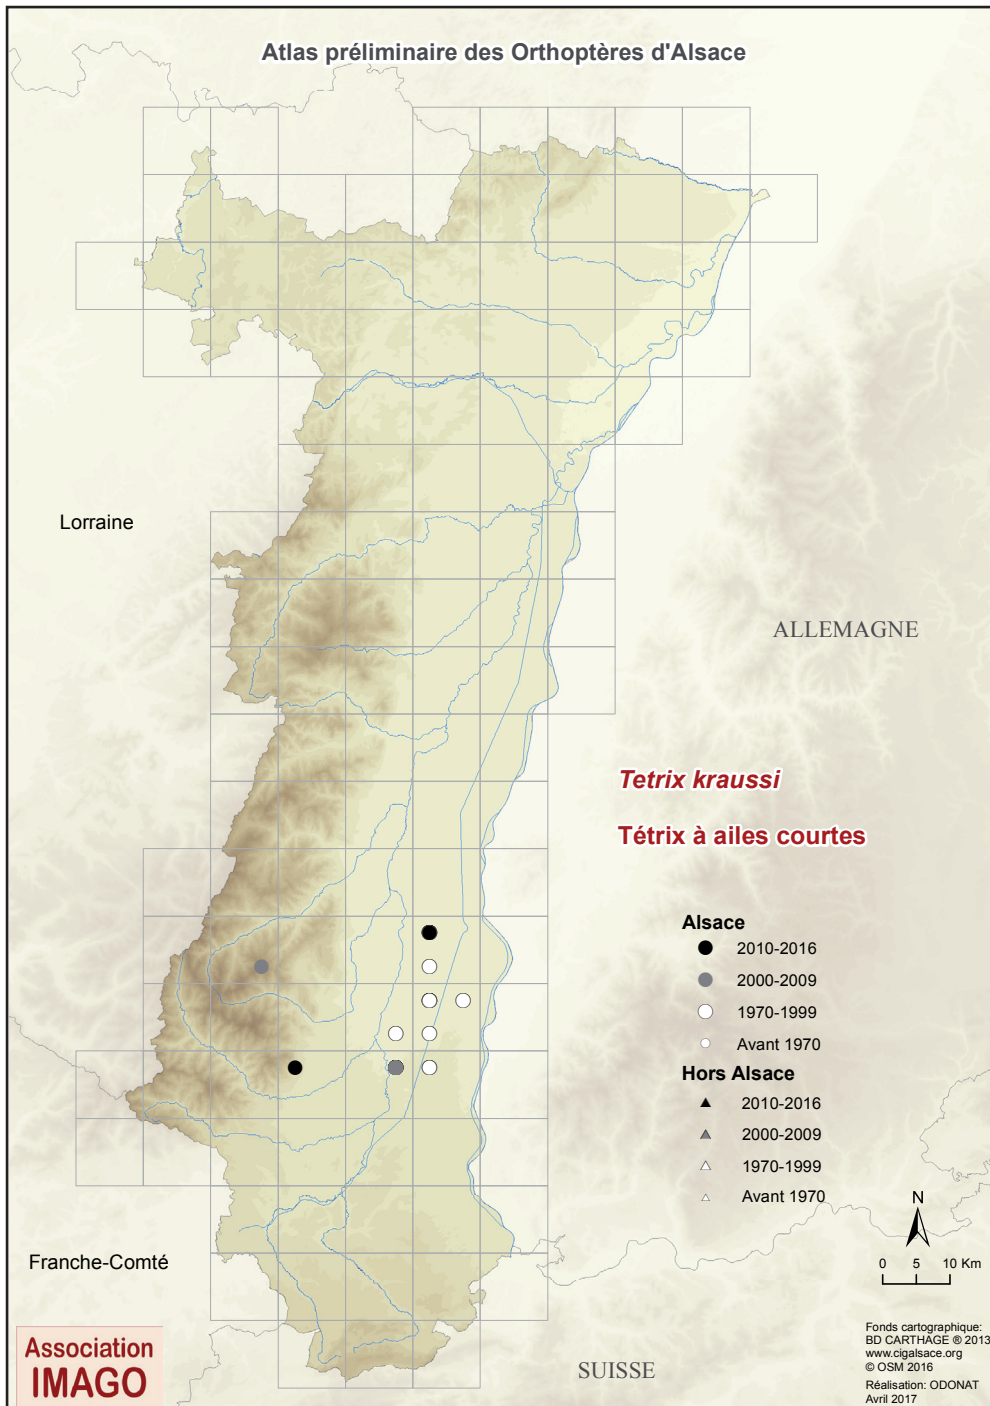 Atlas préliminaire des Orthoptères d'Alsace
Lorraine
ALLEMAGNE
Tetrix kraussi
Tétrix à ailes courtes
Alsace
2010-2016
2000-2009
1970-1999
Avant 1970
Hors Alsace
2010-2016
2000-2009
1970-1999
Avant 1970
N
0 5 10 Km
Franche-Comté
SUISSE
Association
IMAGO
Fonds cartographique:
BD CARTHAGE ® 2013
www.cigalsace.org
© OSM 2016
Réalisation: ODONAT
Avril 2017